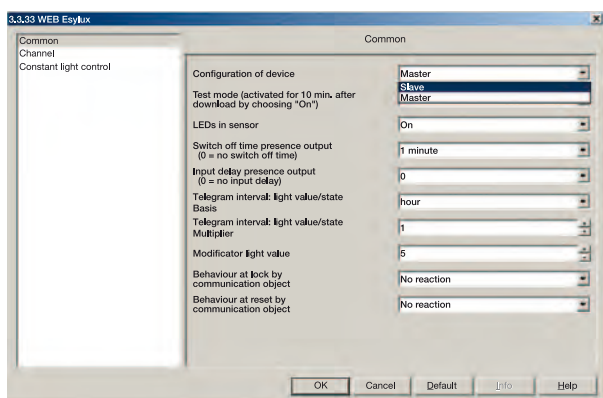 3.3.33 WEB Esylux
Common
Channel
Constant light control
Common
Configuration of device
Master
Slave
Master
Test mode (activated for 10 min. after
download by choosing "On")
LEDs in sensor
On
Switch off time presence output
(0 = no switch off time)
1 minute
Input delay presence output
(0 = no input delay)
0
Telegram interval: light value/state
Basis
hour
Telegram interval: light value/state
Multiplier
1
Modificator light value
5
Behaviour at lock by
communication object
No reaction
Behaviour at reset by
communication object
No reaction
OK
Cancel
Default
Info
Help